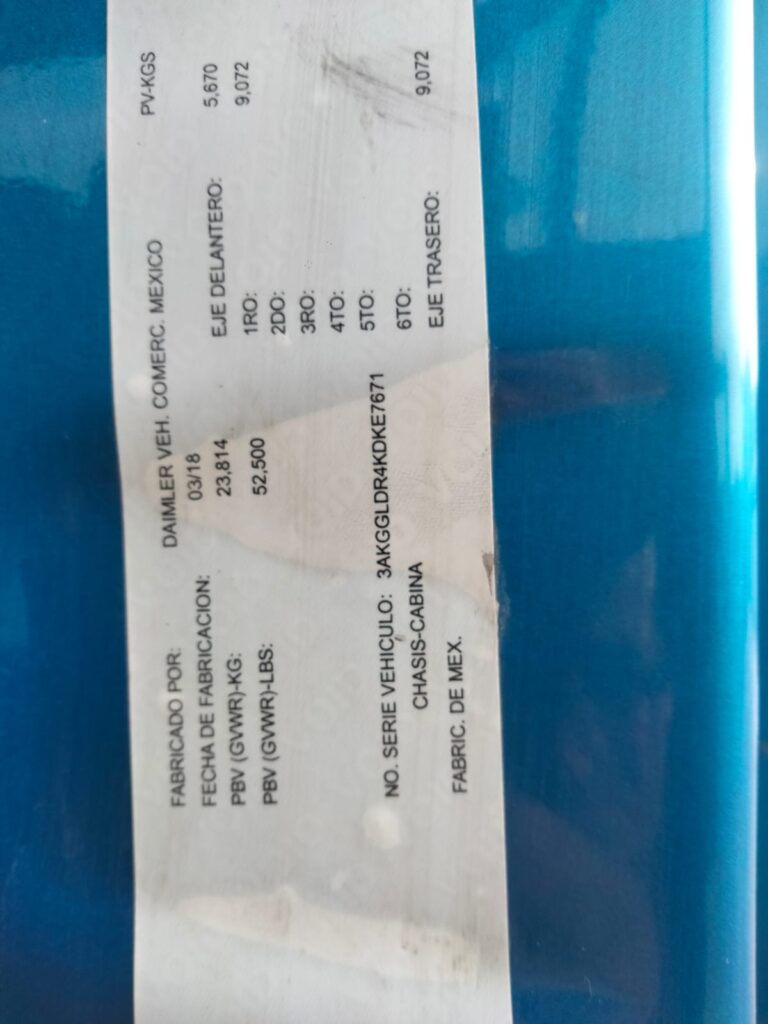 FABRICADO POR: DAIMLER VEH. COMERC. MEXICO PV-KGS
FECHA DE FABRICACION: 03/18 EJE DELANTERO: 5,670
PBV (GVWR)-KG: 23,814 1RO: 9,072
PBV (GVWR)-LBS: 52,500 2DO:
3RO:
4TO:
5TO:
NO. SERIE VEHICULO: 3AKGGLDR4KDKE7671 6TO:
CHASIS-CABINA EJE TRASERO: 9,072
FABRIC. DE MEX.